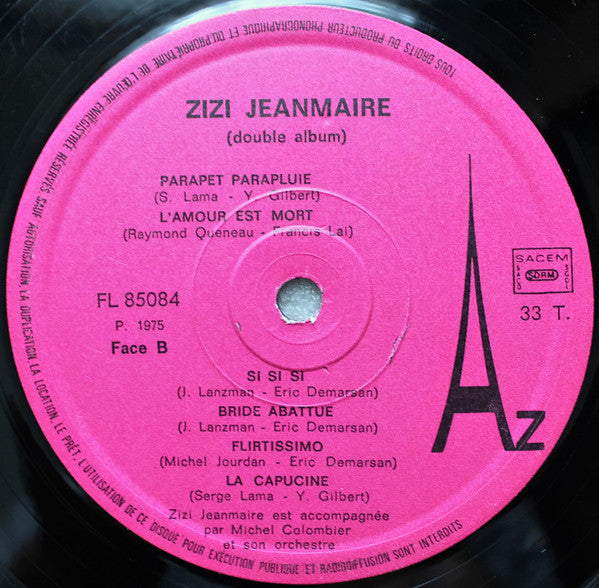 TOUS DROITS DU PRODUCTEUR PHONOGRAPHIQUE ET DU PROPRIÉTAIRE DE L'ŒUVRE ENREGISTRÉE RÉSERVÉS SAUF AUTORISATION LA DUPLICATION LA LOCATION, LE PRÊT, L'UTILISATION DE CE DISQUE POUR EXÉCUTION PUBLIQUE ET RADIODIFFUSION SONT INTERDITS
ZIZI JEANMAIRE
(double album)
PARAPET PARAPLUIE
(S. Lama - Y. Gilbert)
L'AMOUR EST MORT
(Raymond Queneau - Francis Lai)
FL 85084
P. 1975
Face B
SACEM
SACD
SDRM
SGDL
33 T.
SI SI SI
(J. Lanzman - Eric Demarsan)
BRIDE ABATTUE
(J. Lanzman - Eric Demarsan)
FLIRTISSIMO
(Michel Jourdan - Eric Demarsan)
LA CAPUCINE
(Serge Lama - Y. Gilbert)
Zizi Jeanmaire est accompagnée
par Michel Colombier
et son orchestre
AZ